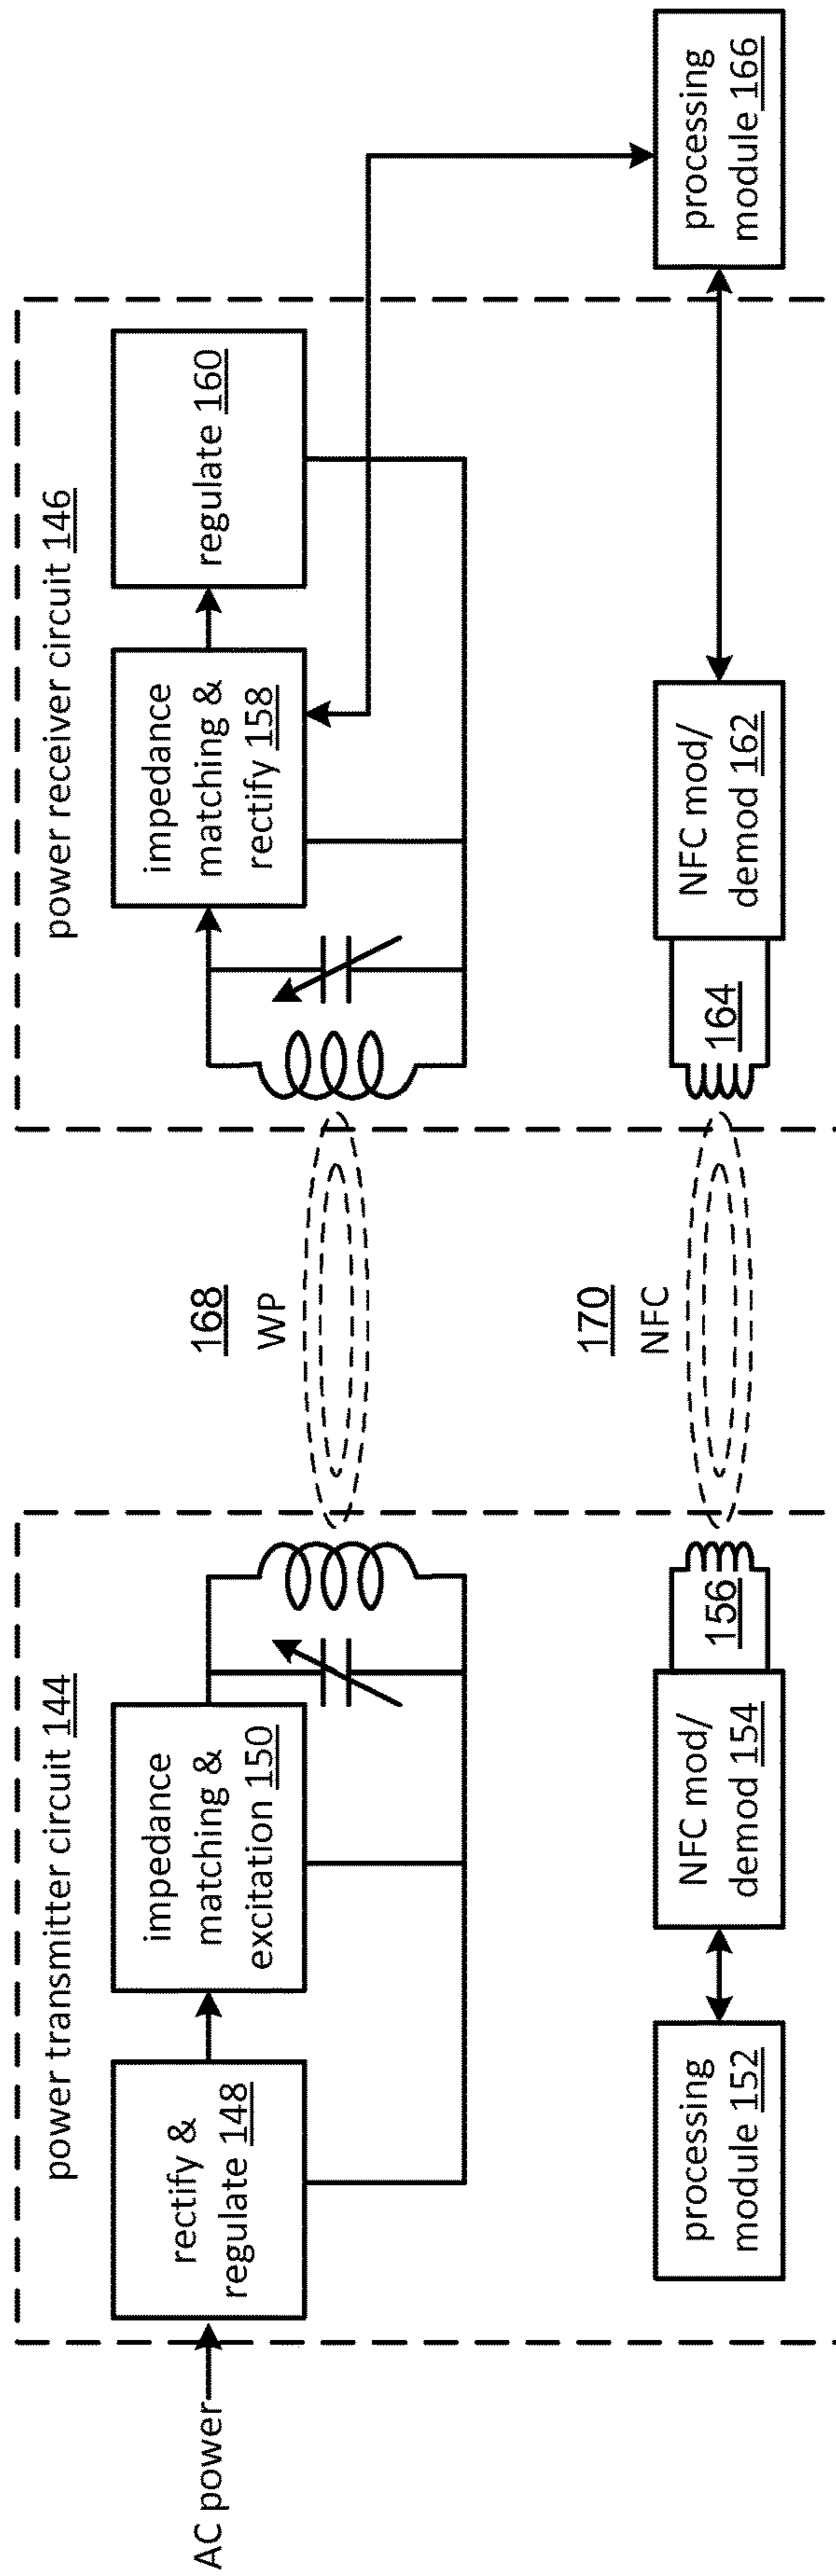 AC power
power transmitter circuit 144
rectify &
regulate 148
impedance
matching &
excitation 150
processing
module 152
NFC mod/
demod 154
156
168
WP
170
NFC
power receiver circuit 146
impedance
matching &
rectify 158
regulate 160
164
NFC mod/
demod 162
processing
module 166